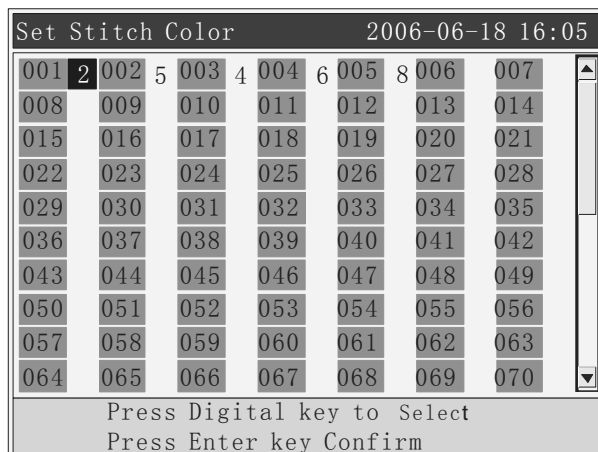 Set Stitch Color 2006-06-18 16:05
001 2 002 5 003 4 004 6 005 8 006 007
008 009 010 011 012 013 014
015 016 017 018 019 020 021
022 023 024 025 026 027 028
029 030 031 032 033 034 035
036 037 038 039 040 041 042
043 044 045 046 047 048 049
050 051 052 053 054 055 056
057 058 059 060 061 062 063
064 065 066 067 068 069 070
Press Digital key to Select
Press Enter key Confirm